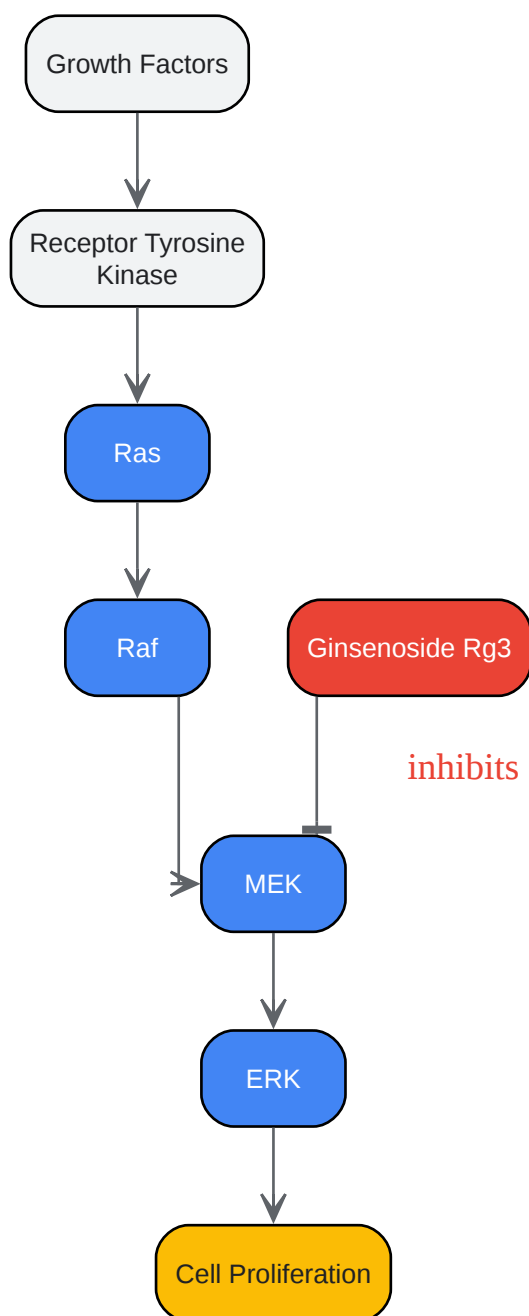 Growth Factors
Receptor Tyrosine
Kinase
Ras
Raf
Ginsenoside Rg3
inhibits
MEK
ERK
Cell Proliferation